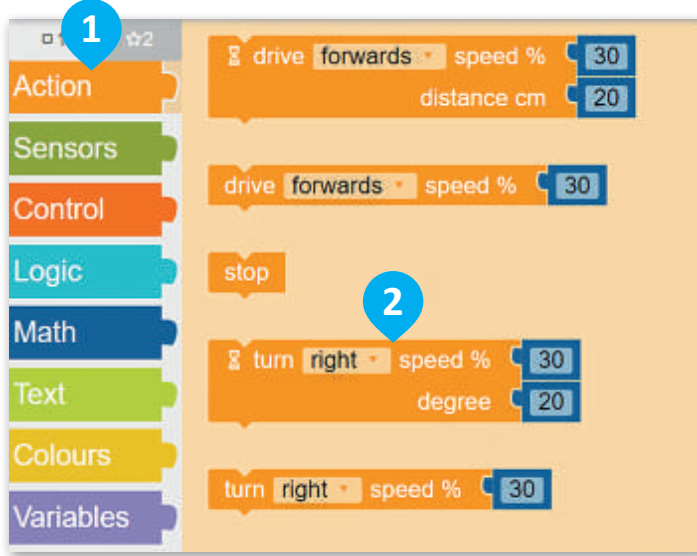 1
2
Action
Sensors
Control
Logic
Math
Text
Colours
Variables
drive forwards speed % 30
distance cm 20
drive forwards speed % 30
stop
2
turn right speed % 30
degree 20
turn right speed % 30